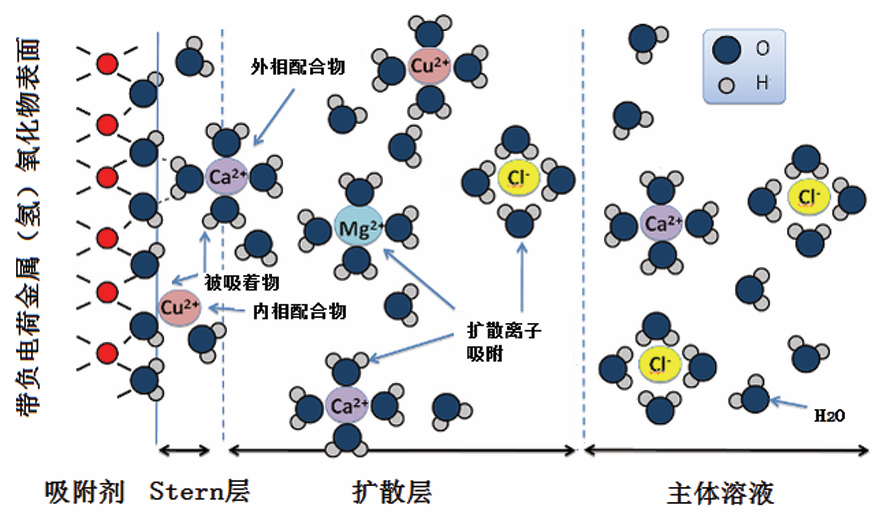 带负电荷金属（氢）氧化物表面
外相配合物
Cu²⁺
O
H
Ca²⁺
Cl⁻
Cl⁻
Mg²⁺
Ca²⁺
被吸着物
Cu²⁺
内相配合物
扩散离子
吸附
Cl⁻
Ca²⁺
H2O
吸附剂
Stern层
扩散层
主体溶液